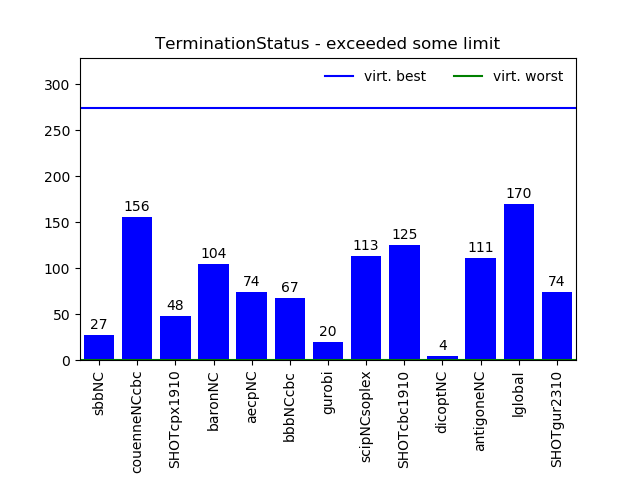 TerminationStatus - exceeded some limit
virt. best virt. worst
300
250
200
150
100
50
0
27
156
48
104
74
67
20
113
125
4
111
170
74
sbbNC
couenneNCcbc
SHOTcpx1910
baronNC
aecpNC
bbbNCcbc
gurobi
scipNCsoplex
SHOTcbc1910
dicoptNC
antigoneNC
lglobal
SHOTgur2310